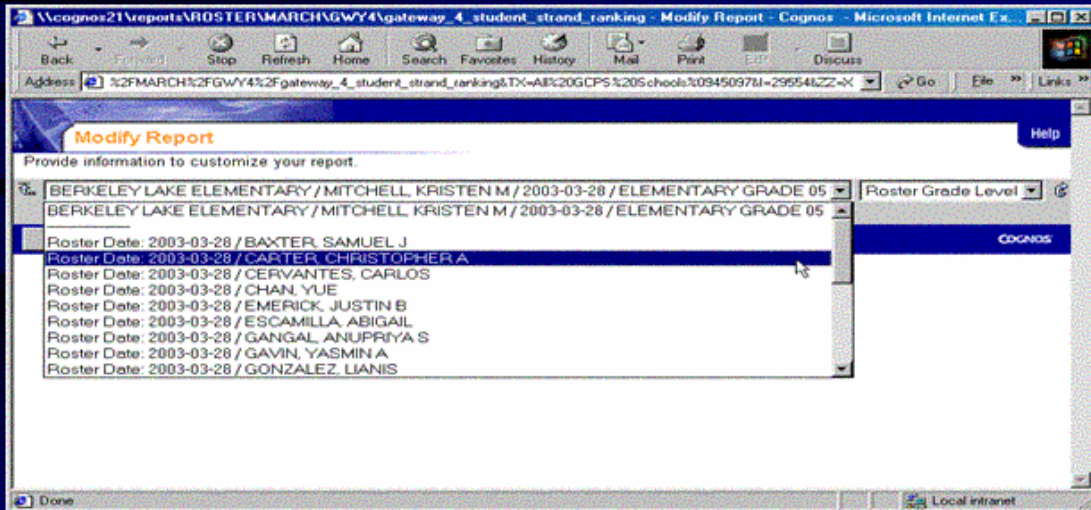 \\cognos21\reports\ROSTER\MARCH\GWY4\gateway_4_student_strand_ranking - Modify Report - Cognos - Microsoft Internet Ex...
Back Forward Stop Refresh Home Search Favorites History Mail Print Edit Discuss
Address %2FMARCH%2FGWY4%2Fgateway_4_student_strand_ranking&TX=All%20GCPS%20Schools%0945097&I=29554&ZZ=X Go File » Links »
Modify Report
Help
Provide information to customize your report.
BERKELEY LAKE ELEMENTARY / MITCHELL, KRISTEN M / 2003-03-28 / ELEMENTARY GRADE 05 Roster Grade Level
BERKELEY LAKE ELEMENTARY / MITCHELL, KRISTEN M / 2003-03-28 / ELEMENTARY GRADE 05
----------------
Roster Date: 2003-03-28 / BAXTER, SAMUEL J
COGNOS
Roster Date: 2003-03-28 / CARTER, CHRISTOPHER A
Roster Date: 2003-03-28 / CERVANTES, CARLOS
Roster Date: 2003-03-28 / CHAN, YUE
Roster Date: 2003-03-28 / EMERICK, JUSTIN B
Roster Date: 2003-03-28 / ESCAMILLA, ABIGAIL
Roster Date: 2003-03-28 / GANGAL, ANUPRIYA S
Roster Date: 2003-03-28 / GAVIN, YASMIN A
Roster Date: 2003-03-28 / GONZALEZ, LIANIS
Done Local intranet